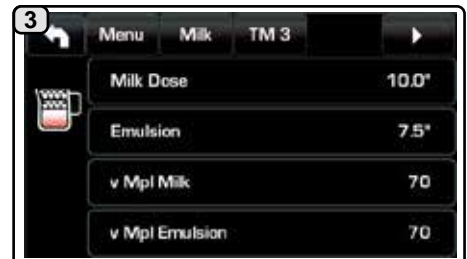 3
Menu Milk TM 3
Milk Dose 10.0"
Emulsion 7.5"
v Mpl Milk 70
v Mpl Emulsion 70